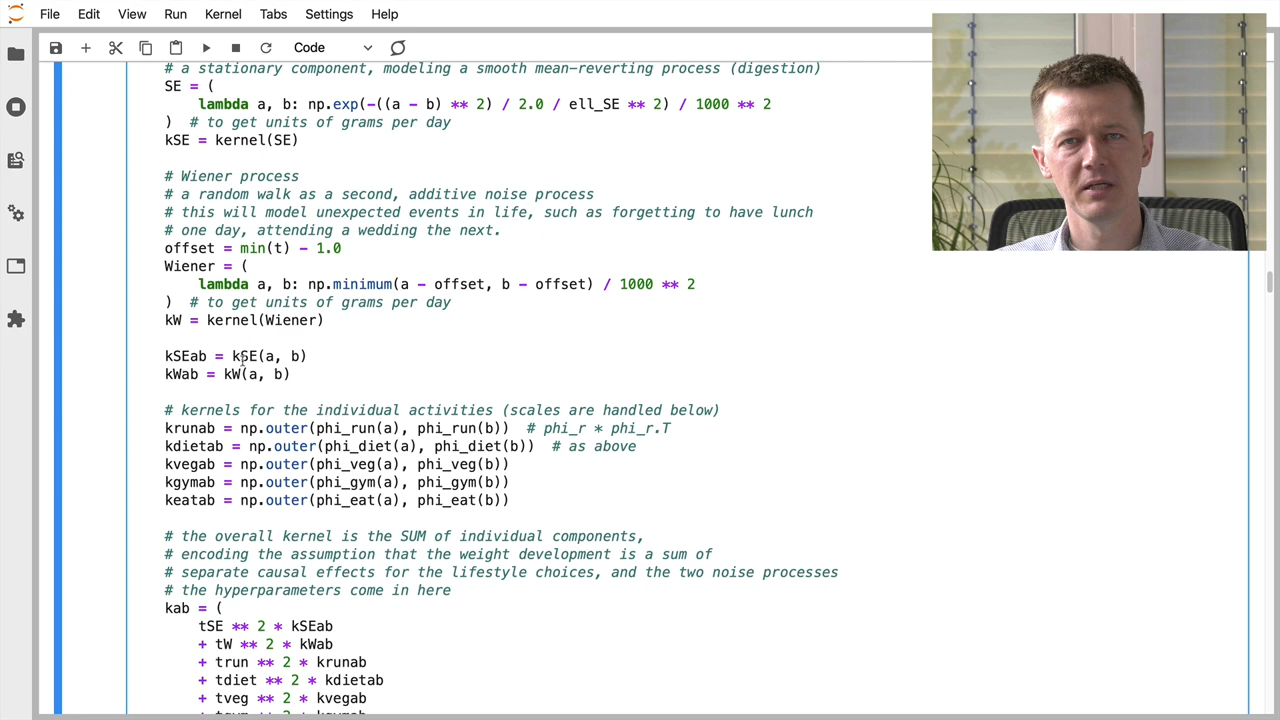 File Edit View Run Kernel Tabs Settings Help
Code
# a stationary component, modeling a smooth mean-reverting process (digestion)
SE = (
lambda a, b: np.exp(-((a - b) ** 2) / 2.0 / ell_SE ** 2) / 1000 ** 2
) # to get units of grams per day
kSE = kernel(SE)
# Wiener process
# a random walk as a second, additive noise process
# this will model unexpected events in life, such as forgetting to have lunch
# one day, attending a wedding the next.
offset = min(t) - 1.0
Wiener = (
lambda a, b: np.minimum(a - offset, b - offset) / 1000 ** 2
) # to get units of grams per day
kW = kernel(Wiener)
kSEab = kSE(a, b)
kWab = kW(a, b)
# kernels for the individual activities (scales are handled below)
krunab = np.outer(phi_run(a), phi_run(b)) # phi_r * phi_r.T
kdietab = np.outer(phi_diet(a), phi_diet(b)) # as above
kvegab = np.outer(phi_veg(a), phi_veg(b))
kgymab = np.outer(phi_gym(a), phi_gym(b))
keatab = np.outer(phi_eat(a), phi_eat(b))
# the overall kernel is the SUM of individual components,
# encoding the assumption that the weight development is a sum of
# separate causal effects for the lifestyle choices, and the two noise processes
# the hyperparameters come in here
kab = (
tSE ** 2 * kSEab
+ tW ** 2 * kWab
+ trun ** 2 * krunab
+ tdiet ** 2 * kdietab
+ tveg ** 2 * kvegab